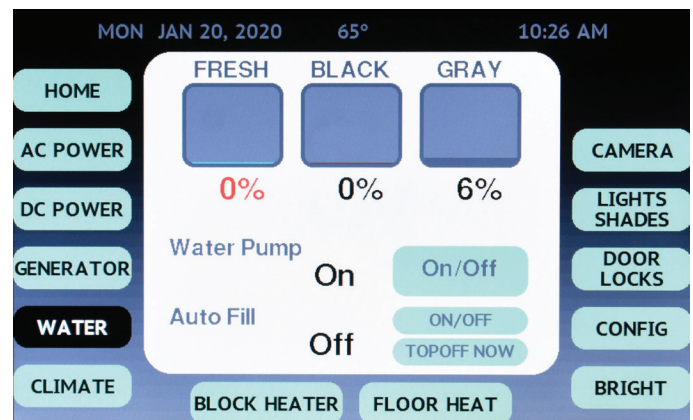 MON JAN 20, 2020 65° 10:26 AM
HOME
AC POWER
DC POWER
GENERATOR
WATER
CLIMATE
FRESH BLACK GRAY
0% 0% 6%
Water Pump
On
On/Off
Auto Fill
Off
ON/OFF
TOPOFF NOW
CAMERA
LIGHTS
SHADES
DOOR
LOCKS
CONFIG
BRIGHT
BLOCK HEATER FLOOR HEAT